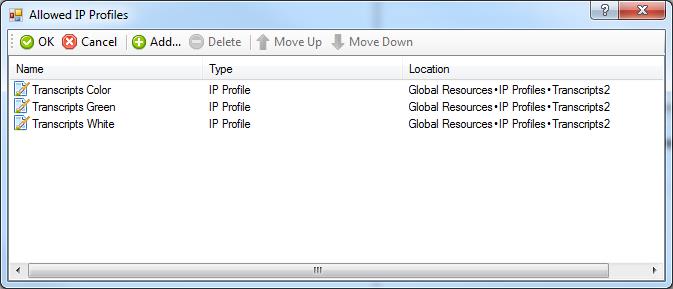 Allowed IP Profiles
OK Cancel Add... Delete Move Up Move Down
Name Type Location
Transcripts Color IP Profile Global Resources•IP Profiles•Transcripts2
Transcripts Green IP Profile Global Resources•IP Profiles•Transcripts2
Transcripts White IP Profile Global Resources•IP Profiles•Transcripts2